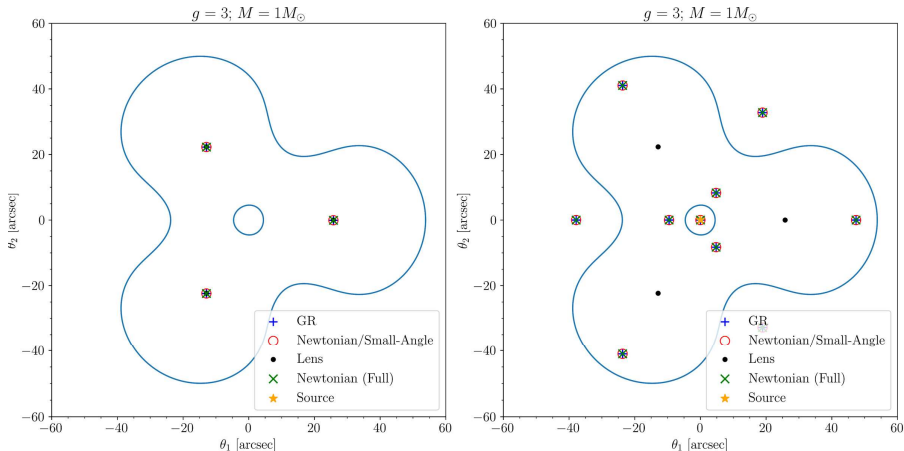 g = 3; M = 1M⊙
60
40
20
0
−20
−40
−60
θ₂ [arcsec]
−60 −40 −20 0 20 40 60
θ₁ [arcsec]
GR
Newtonian/Small-Angle
Lens
Newtonian (Full)
Source
g = 3; M = 1M⊙
60
40
20
0
−20
−40
−60
θ₂ [arcsec]
−60 −40 −20 0 20 40 60
θ₁ [arcsec]
GR
Newtonian/Small-Angle
Lens
Newtonian (Full)
Source